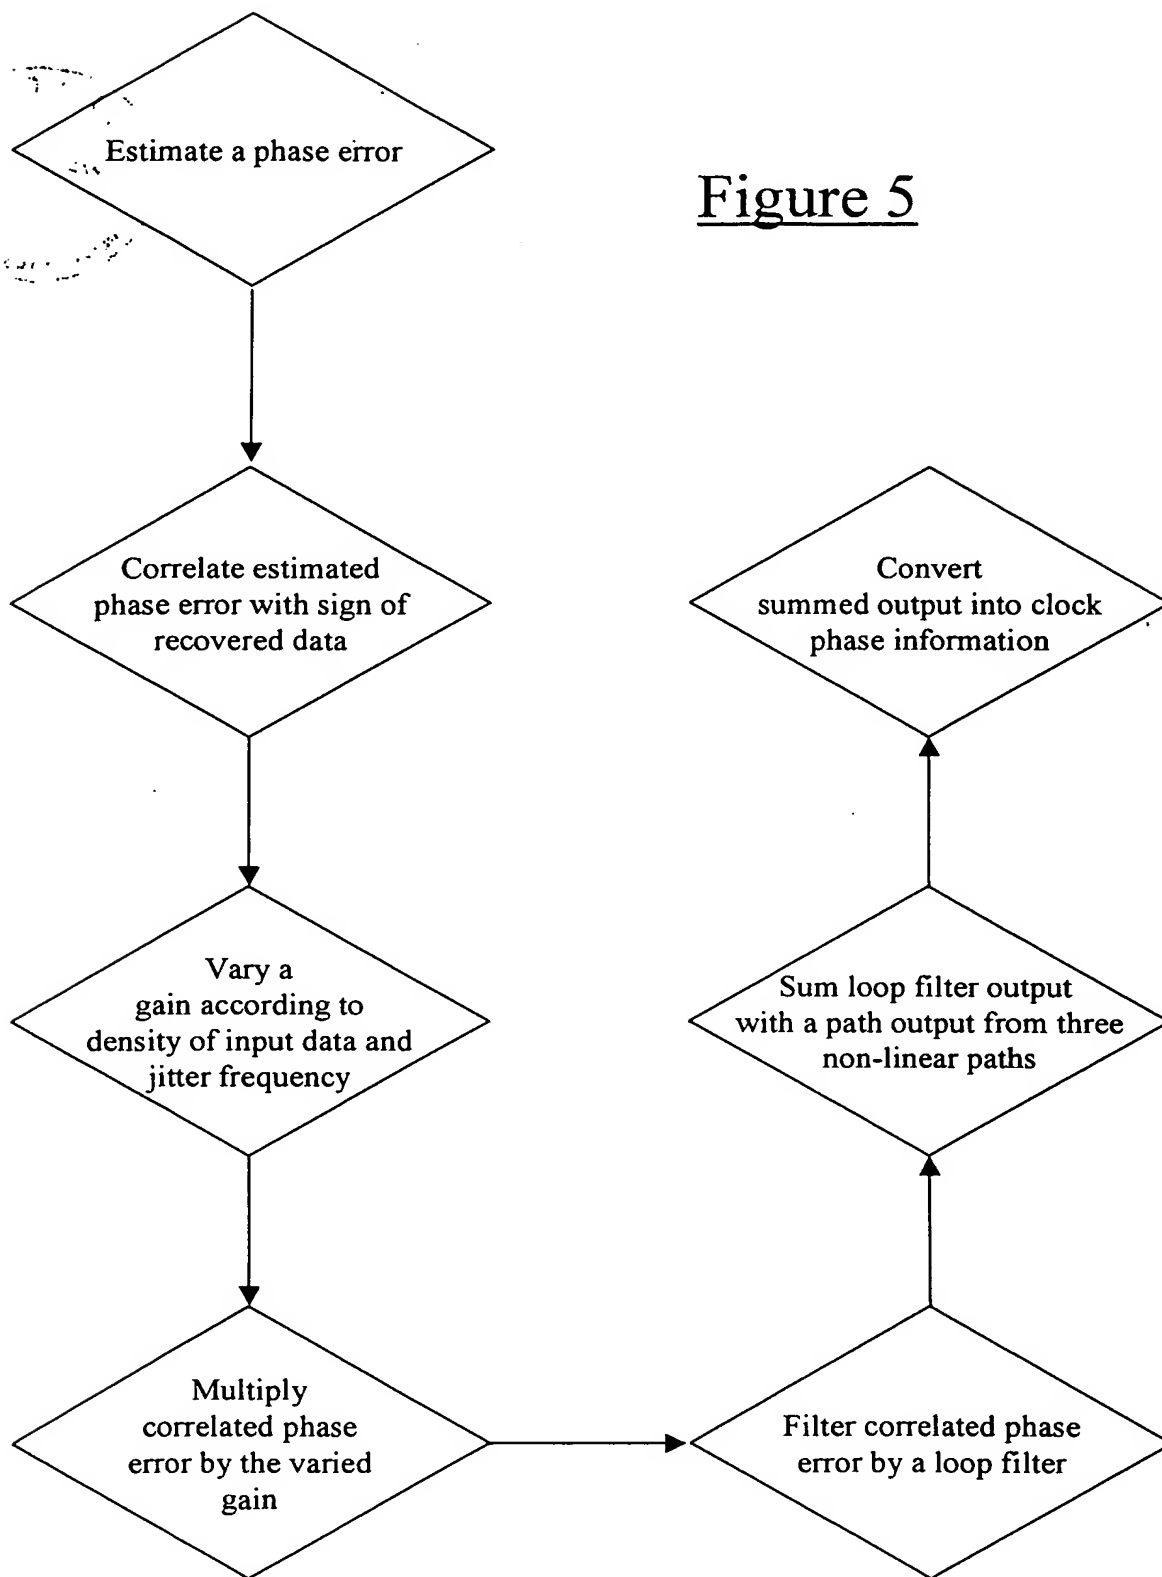 Estimate a phase error
Figure 5
Correlate estimated
phase error with sign of
recovered data
Convert
summed output into clock
phase information
Vary a
gain according to
density of input data and
jitter frequency
Sum loop filter output
with a path output from three
non-linear paths
Multiply
correlated phase
error by the varied
gain
Filter correlated phase
error by a loop filter